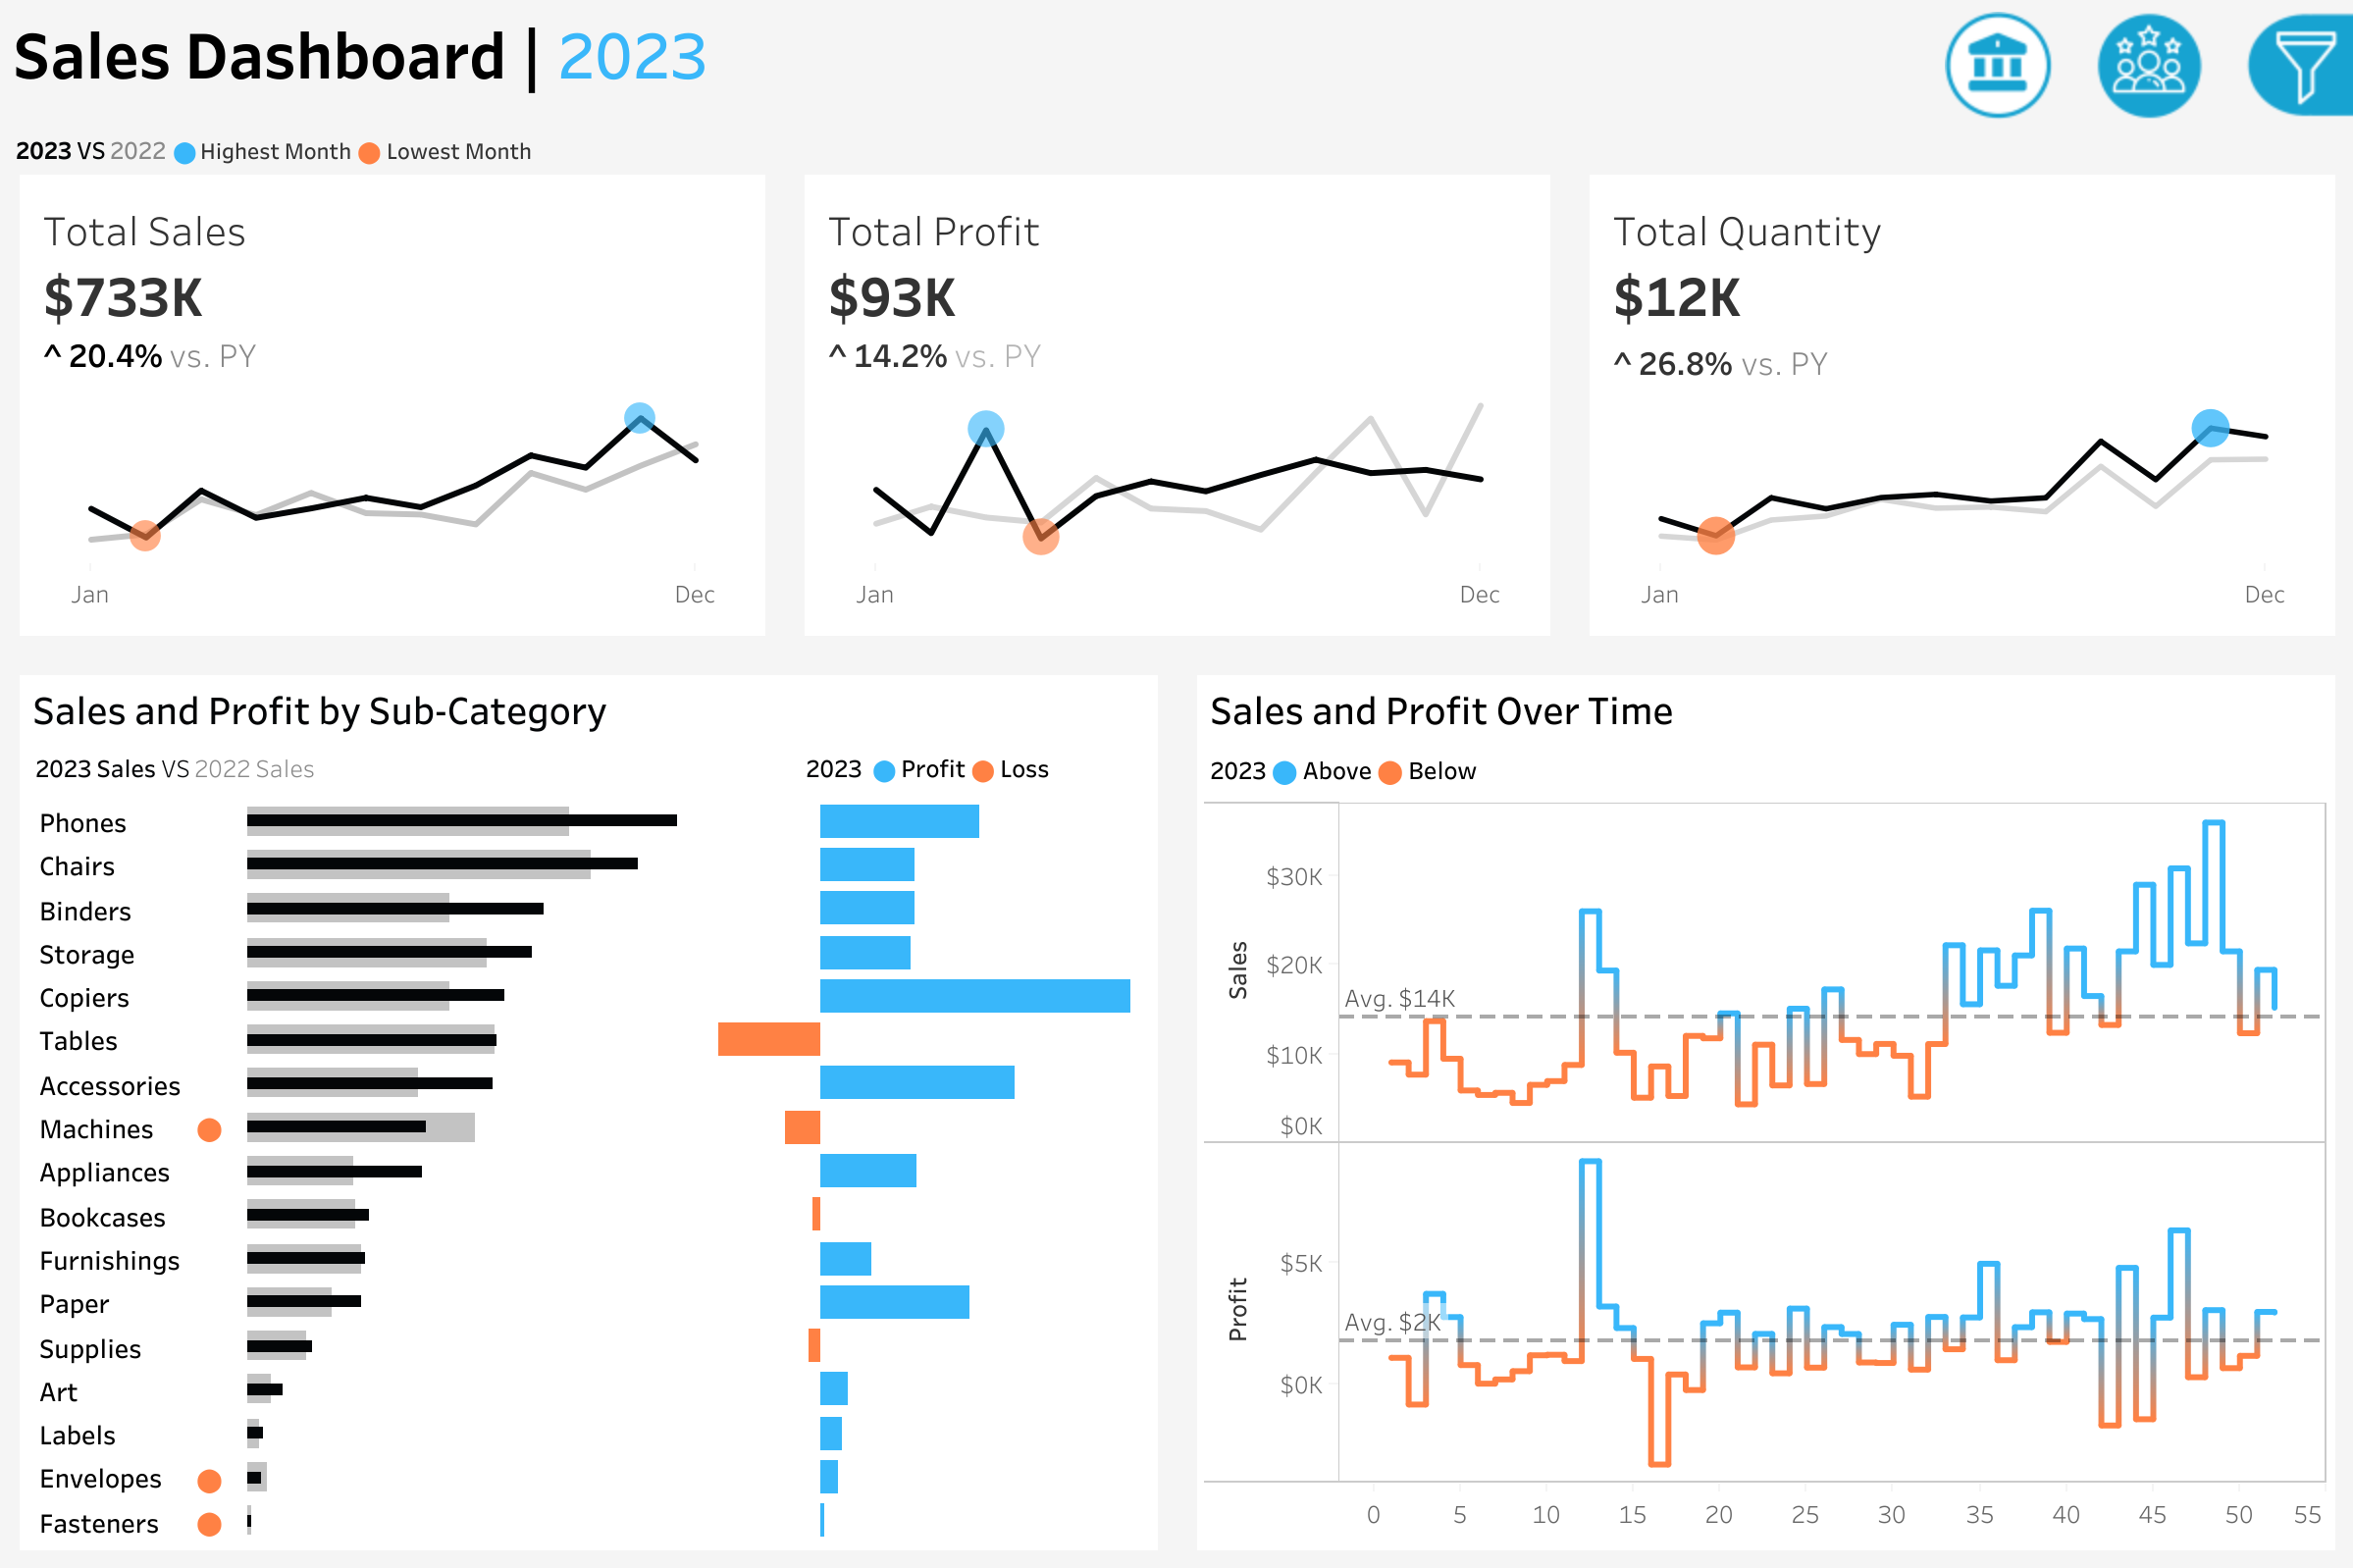 Sales Dashboard | 2023
2023 VS 2022 Highest Month Lowest Month
Total Sales
$733K
^ 20.4% vs. PY
Jan Dec
Total Profit
$93K
^ 14.2% vs. PY
Jan Dec
Total Quantity
$12K
^ 26.8% vs. PY
Jan Dec
Sales and Profit by Sub-Category
2023 Sales VS 2022 Sales
2023 Profit Loss
Phones
Chairs
Binders
Storage
Copiers
Tables
Accessories
Machines
Appliances
Bookcases
Furnishings
Paper
Supplies
Art
Labels
Envelopes
Fasteners
Sales and Profit Over Time
2023 Above Below
Sales
$30K
$20K
Avg. $14K
$10K
$0K
Profit
$5K
Avg. $2K
$0K
0 5 10 15 20 25 30 35 40 45 50 55